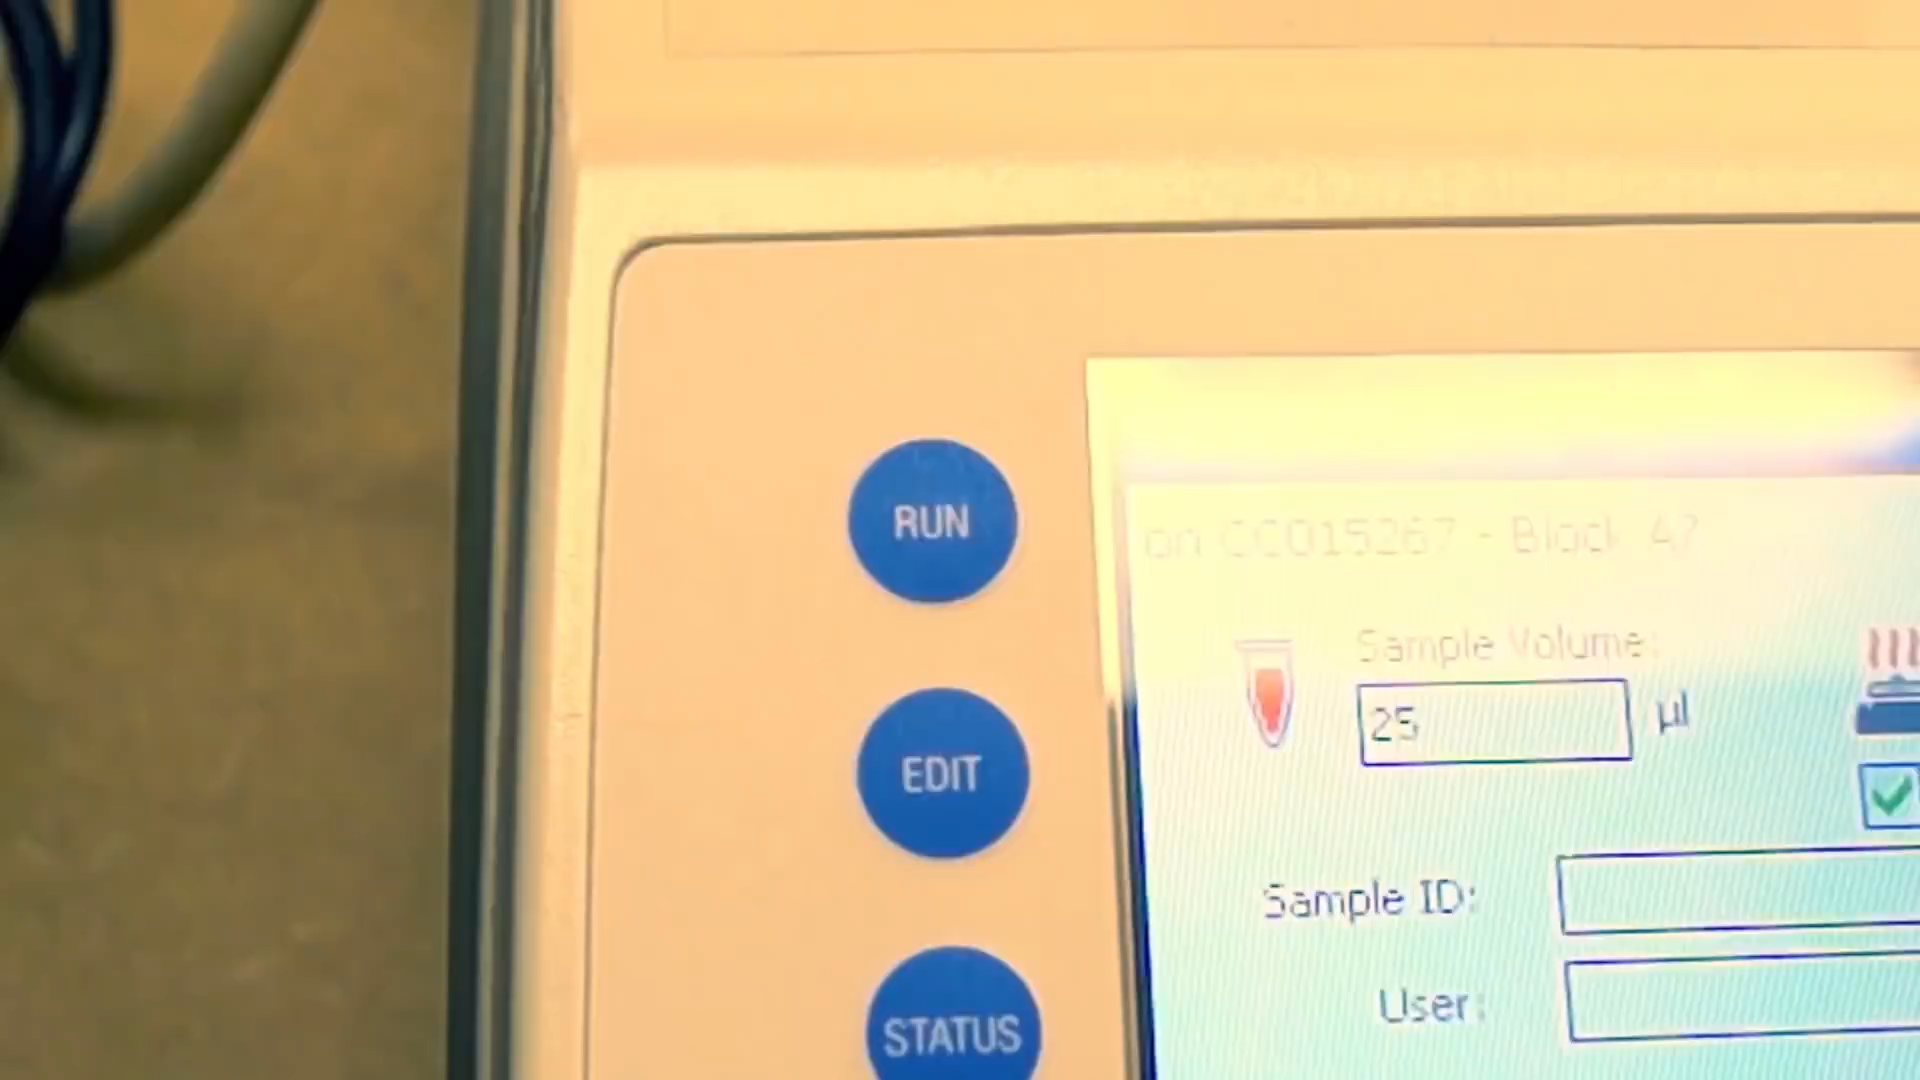 RUN
EDIT
STATUS
on CC015267 - Block A?
Sample Volume:
25 µl
Sample ID:
User: